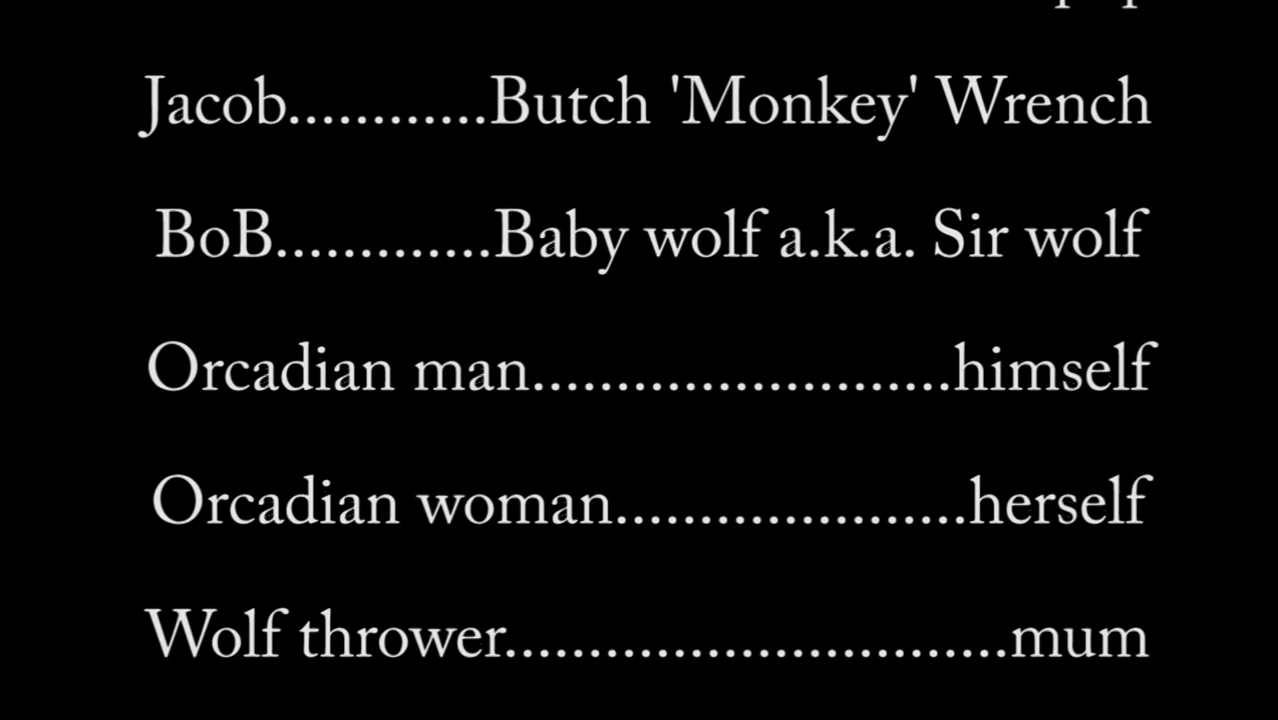 Jacob............Butch 'Monkey' Wrench
BoB.............Baby wolf a.k.a. Sir wolf
Orcadian man.........................himself
Orcadian woman.....................herself
Wolf thrower..............................mum